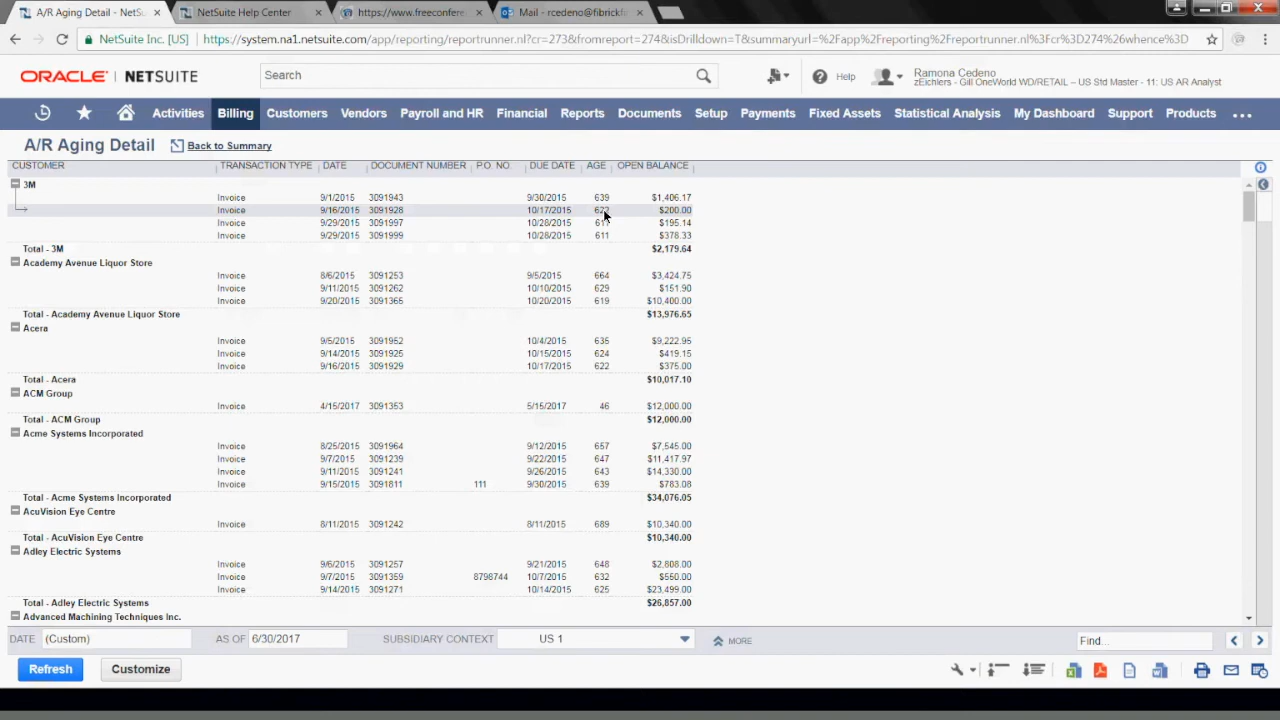 A/R Aging Detail - NetSu
NetSuite Help Center
https://www.freeconfere
Mail - rcedeno@fibrickf
NetSuite Inc. [US] https://system.na1.netsuite.com/app/reporting/reportrunner.nl?cr=273&fromreport=274&isDrilldown=T&summaryurl=%2Fapp%2Freporting%2Freportrunner.nl%3Fcr%3D274%26whence%3D
ORACLE | NETSUITE Search Help Ramona Cedeno
zEichlers - Gill OneWorld WD/RETAIL – US Std Master - 11: US AR Analyst
Activities Billing Customers Vendors Payroll and HR Financial Reports Documents Setup Payments Fixed Assets Statistical Analysis My Dashboard Support Products ...
A/R Aging Detail Back to Summary
CUSTOMER TRANSACTION TYPE DATE DOCUMENT NUMBER P.O. NO. DUE DATE AGE OPEN BALANCE
3M
Invoice 9/1/2015 3091943 9/30/2015 639 $1,406.17
Invoice 9/16/2015 3091928 10/17/2015 622 $200.00
Invoice 9/29/2015 3091997 10/28/2015 611 $195.14
Invoice 9/29/2015 3091999 10/28/2015 611 $378.33
Total - 3M $2,179.64
Academy Avenue Liquor Store
Invoice 8/6/2015 3091253 9/5/2015 664 $3,424.75
Invoice 9/11/2015 3091262 10/10/2015 629 $151.90
Invoice 9/20/2015 3091365 10/20/2015 619 $10,400.00
Total - Academy Avenue Liquor Store $13,976.65
Acera
Invoice 9/5/2015 3091952 10/4/2015 635 $9,222.95
Invoice 9/14/2015 3091925 10/15/2015 624 $419.15
Invoice 9/16/2015 3091929 10/17/2015 622 $375.00
Total - Acera $10,017.10
ACM Group
Invoice 4/15/2017 3091353 5/15/2017 46 $12,000.00
Total - ACM Group $12,000.00
Acme Systems Incorporated
Invoice 8/25/2015 3091964 9/12/2015 657 $7,545.00
Invoice 9/7/2015 3091239 9/22/2015 647 $11,417.97
Invoice 9/11/2015 3091241 9/26/2015 643 $14,330.00
Invoice 9/15/2015 3091811 111 9/30/2015 639 $783.08
Total - Acme Systems Incorporated $34,076.05
AcuVision Eye Centre
Invoice 8/11/2015 3091242 8/11/2015 689 $10,340.00
Total - AcuVision Eye Centre $10,340.00
Adley Electric Systems
Invoice 9/6/2015 3091257 9/21/2015 648 $2,808.00
Invoice 9/7/2015 3091359 8798744 10/7/2015 632 $550.00
Invoice 9/14/2015 3091271 10/14/2015 625 $23,499.00
Total - Adley Electric Systems $26,857.00
Advanced Machining Techniques Inc.
DATE (Custom) AS OF 6/30/2017 SUBSIDIARY CONTEXT US 1 MORE Find...
Refresh Customize